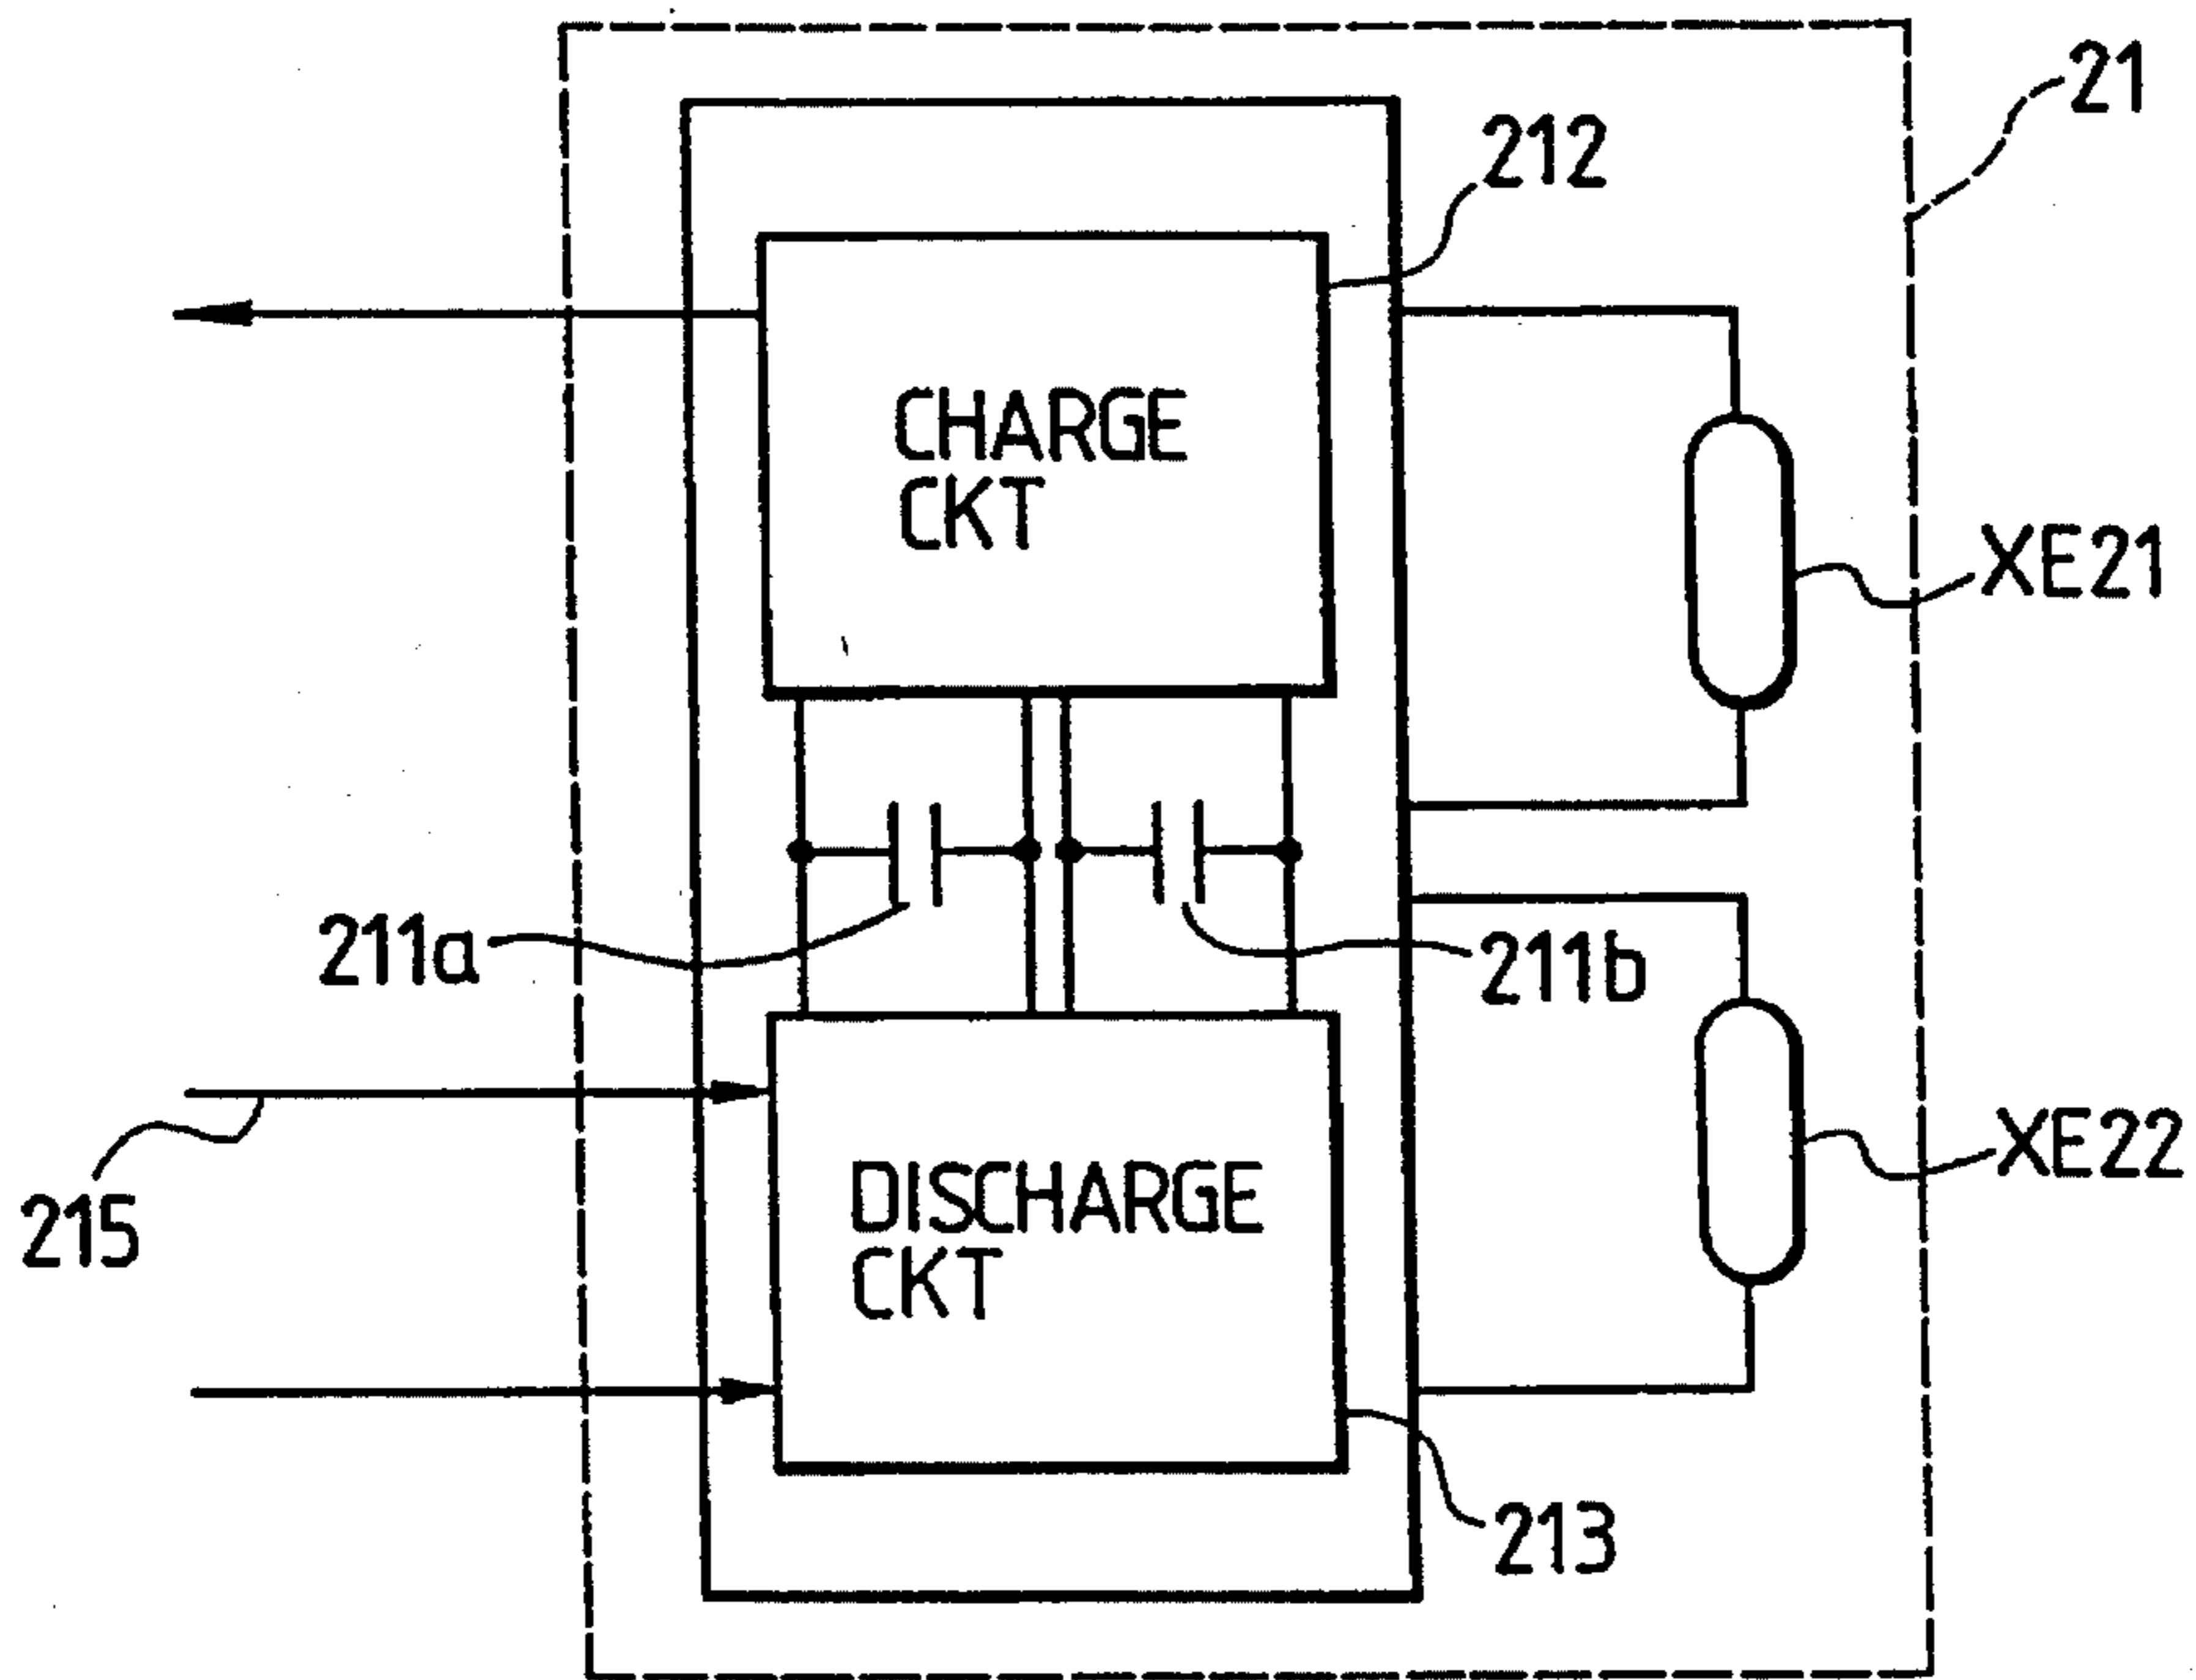 21
212
CHARGE
CKT
XE21
211a
211b
215
DISCHARGE
CKT
XE22
213